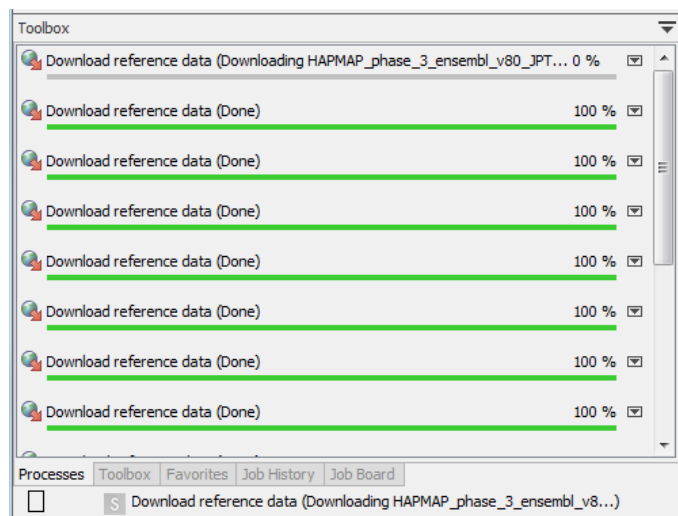 Toolbox
Download reference data (Downloading HAPMAP_phase_3_ensembl_v80_JPT... 0 %
Download reference data (Done) 100 %
Download reference data (Done) 100 %
Download reference data (Done) 100 %
Download reference data (Done) 100 %
Download reference data (Done) 100 %
Download reference data (Done) 100 %
Download reference data (Done) 100 %
Processes Toolbox Favorites Job History Job Board
S Download reference data (Downloading HAPMAP_phase_3_ensembl_v8...)